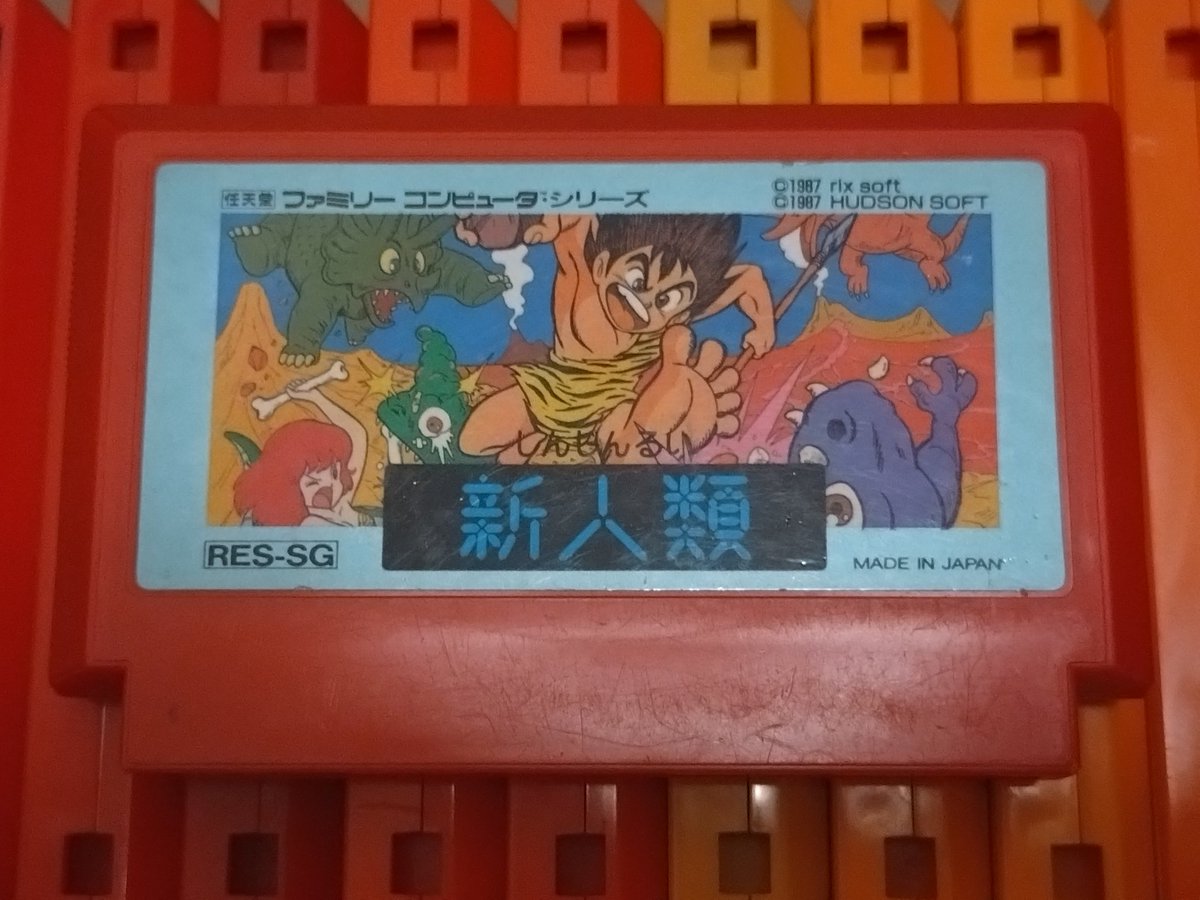 任天堂 ファミリー コンピュータ™シリーズ
©1987 rix soft
©1987 HUDSON SOFT
しんじんるい
新人類
RES-SG
MADE IN JAPAN